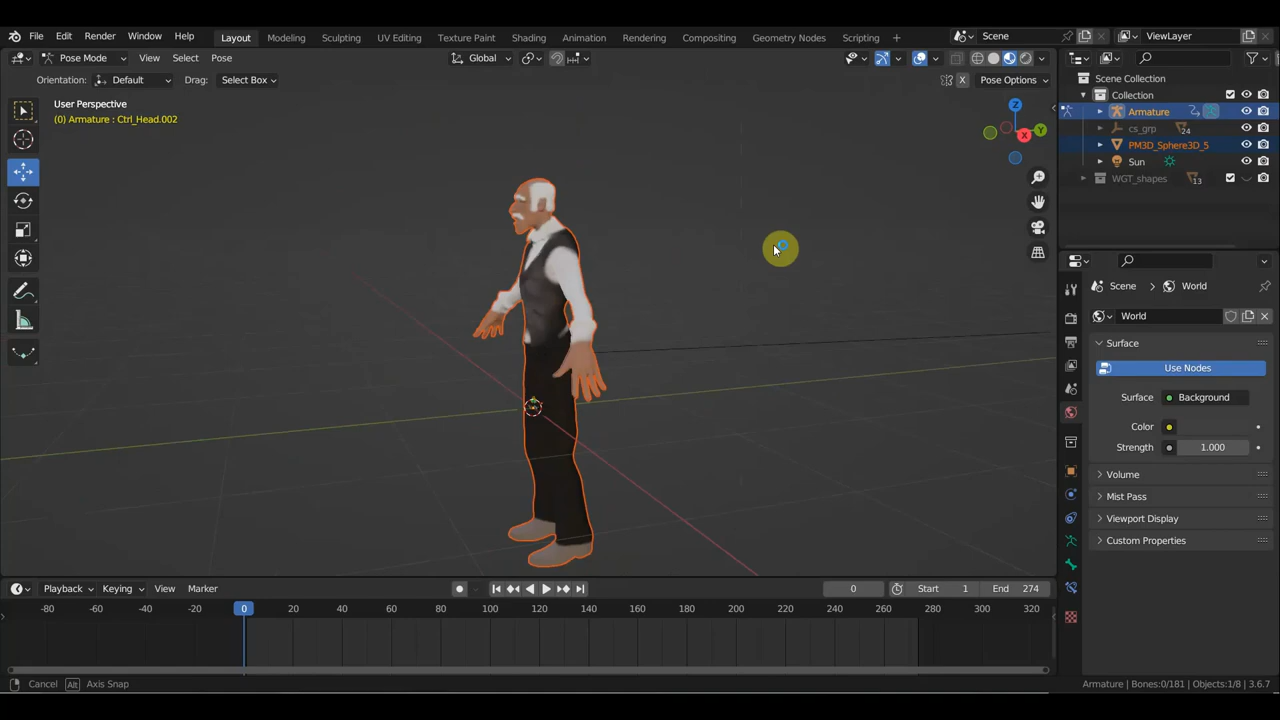 File Edit Render Window Help Layout Modeling Sculpting UV Editing Texture Paint Shading Animation Rendering Compositing Geometry Nodes Scripting Scene ViewLayer
Pose Mode View Select Pose Global
Orientation: Default Drag: Select Box X Pose Options
Scene Collection
Collection
Armature
cs_grp 24
PM3D_Sphere3D_5
Sun
WGT_shapes 13
User Perspective
(0) Armature : Ctrl_Head.002
Z
Y
X
Scene World
World
Surface
Use Nodes
Surface: Background
Color
Strength 1.000
Volume
Mist Pass
Viewport Display
Custom Properties
Playback Keying View Marker 0 Start 1 End 274
-80 -60 -40 -20 0 20 40 60 80 100 120 140 160 180 200 220 240 260 280 300 320
Cancel Alt Axis Snap Armature | Bones:0/181 | Objects:1/8 | 3.6.7